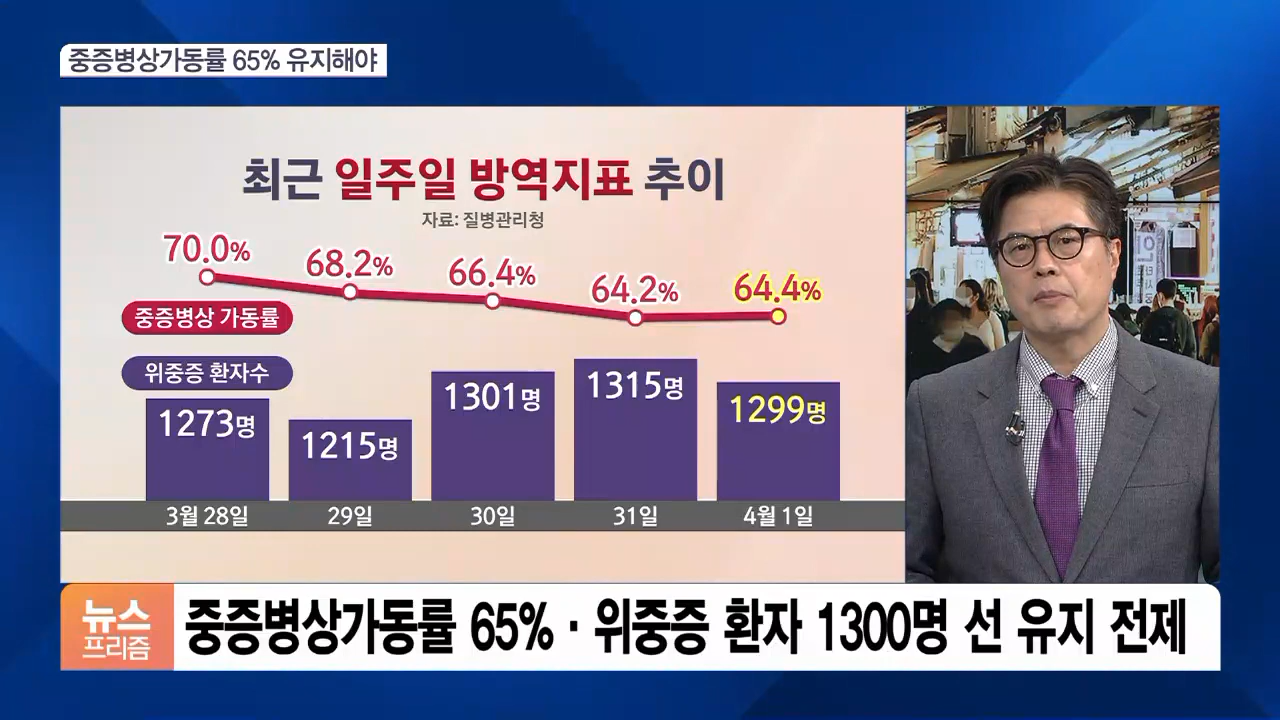 중증병상가동률 65% 유지해야
최근 일주일 방역지표 추이
자료: 질병관리청
70.0% 68.2% 66.4% 64.2% 64.4%
중증병상 가동률
위중증 환자수
1273명 1215명 1301명 1315명 1299명
3월 28일 29일 30일 31일 4월 1일
뉴스
프리즘
중증병상가동률 65%·위중증 환자 1300명 선 유지 전제